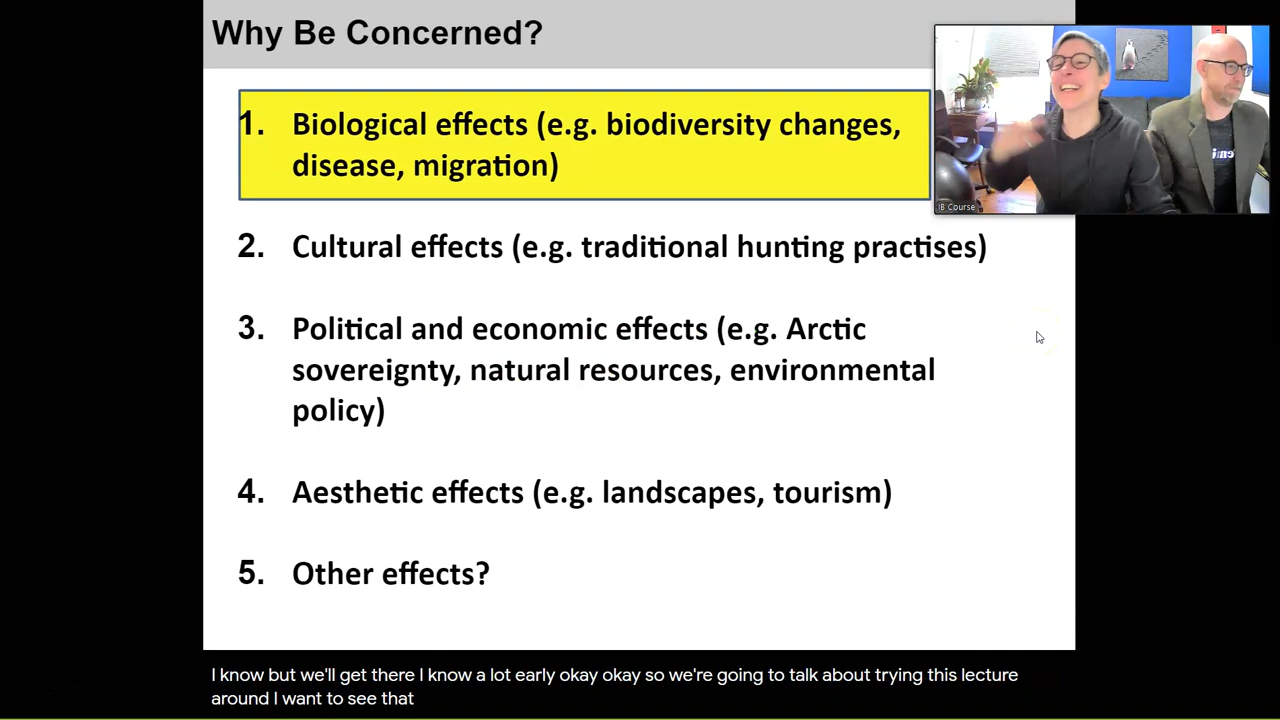 Why Be Concerned?
1. Biological effects (e.g. biodiversity changes,
disease, migration)
2. Cultural effects (e.g. traditional hunting practises)
3. Political and economic effects (e.g. Arctic
sovereignty, natural resources, environmental
policy)
4. Aesthetic effects (e.g. landscapes, tourism)
5. Other effects?
IB Course
I know but we'll get there I know a lot early okay okay so we're going to talk about trying this lecture
around I want to see that